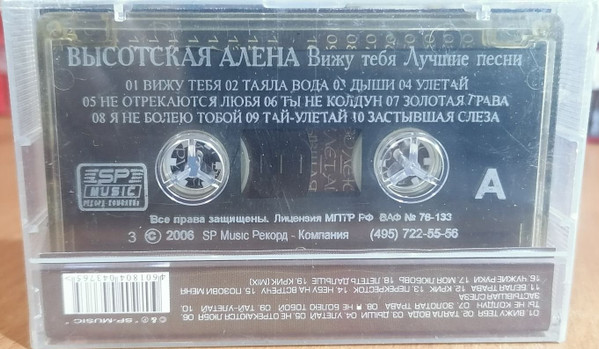 ВЫСОТСКАЯ АЛЕНА Вижу тебя Лучшие песни
01 ВИЖУ ТЕБЯ 02 ТАЯЛА ВОДА 03 ДЫШИ 04 УЛЕТАЙ
05 НЕ ОТРЕКАЮТСЯ ЛЮБЯ 06 ТЫ НЕ КОЛДУН 07 ЗОЛОТАЯ ТРАВА
08 Я НЕ БОЛЕЮ ТОБОЙ 09 ТАЙ-УЛЕТАЙ 10 ЗАСТЫВШАЯ СЛЕЗА
SP
MUSIC
A
Все права защищены. Лицензия МПТР РФ ВАФ № 76-133
3 © 2006 SP Music Рекорд - Компания (495) 722-55-56
01 ВИЖУ ТЕБЯ 02 ТАЯЛА ВОДА 03 ДЫШИ 04. УЛЕТАЙ 05. НЕ ОТРЕКАЮТСЯ ЛЮБЯ 06.
ТЫ НЕ КОЛДУН 07. ЗОЛОТАЯ ТРАВА 08. Я НЕ БОЛЕЮ ТОБОЙ 09. ТАЙ-УЛЕТАЙ 10.
ЗАСТЫВШАЯ СЛЕЗА
11. БЕЛАЯ ТРАВА 12. КРИК 13. ПЕРЕКРЕСТОК 14. НЕБУ НА ВСТРЕЧУ 15. ПОЗОВИ МЕНЯ
16. ЧУЖИЕ РУКИ 17. МОЯ ЛЮБОВЬ 18. ЛЕТЕТЬ ДАЛЬШЕ 19. КРИК (MIX)
"SP-MUSIC"